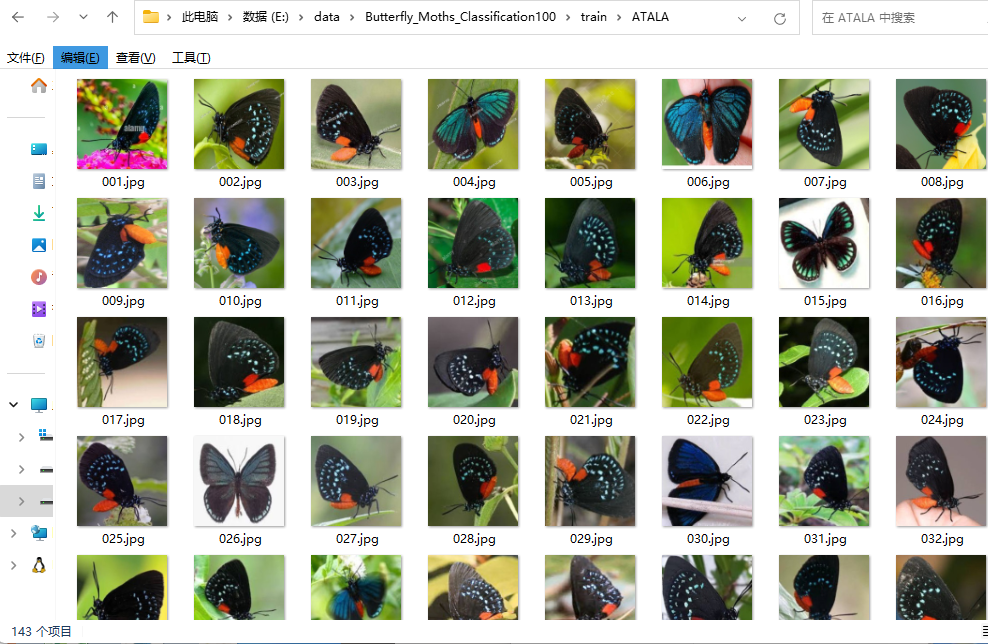 此电脑 > 数据 (E:) > data > Butterfly_Moths_Classification100 > train > ATALA
在 ATALA 中搜索
文件(F) 编辑(E) 查看(V) 工具(T)
alamy
001.jpg 002.jpg 003.jpg 004.jpg 005.jpg 006.jpg 007.jpg 008.jpg
009.jpg 010.jpg 011.jpg 012.jpg 013.jpg 014.jpg 015.jpg 016.jpg
017.jpg 018.jpg 019.jpg 020.jpg 021.jpg 022.jpg 023.jpg 024.jpg
025.jpg 026.jpg 027.jpg 028.jpg 029.jpg 030.jpg 031.jpg 032.jpg
143 个项目